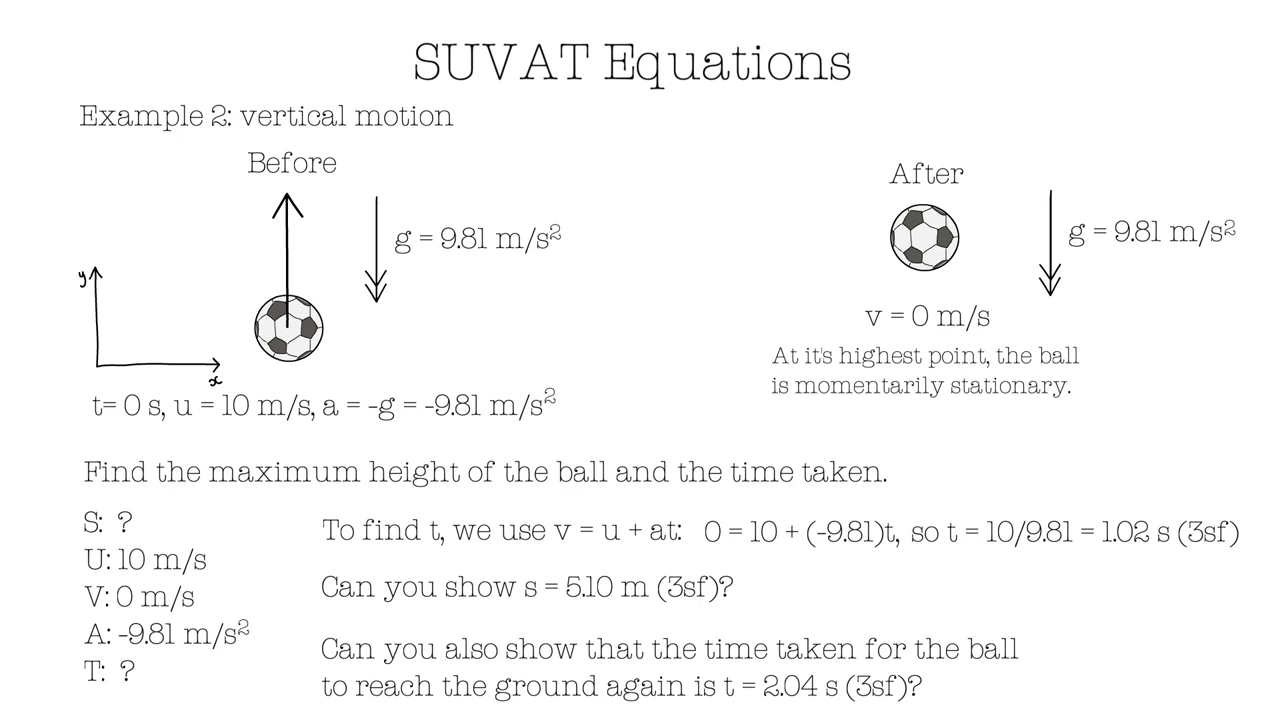 SUVAT Equations
Example 2: vertical motion
Before
g = 9.81 m/s²
y
x
t= 0 s, u = 10 m/s, a = -g = -9.81 m/s²
After
g = 9.81 m/s²
v = 0 m/s
At it's highest point, the ball
is momentarily stationary.
Find the maximum height of the ball and the time taken.
S: ?
U: 10 m/s
V: 0 m/s
A: -9.81 m/s²
T: ?
To find t, we use v = u + at: 0 = 10 + (-9.81)t, so t = 10/9.81 = 1.02 s (3sf)
Can you show s = 5.10 m (3sf)?
Can you also show that the time taken for the ball
to reach the ground again is t = 2.04 s (3sf)?